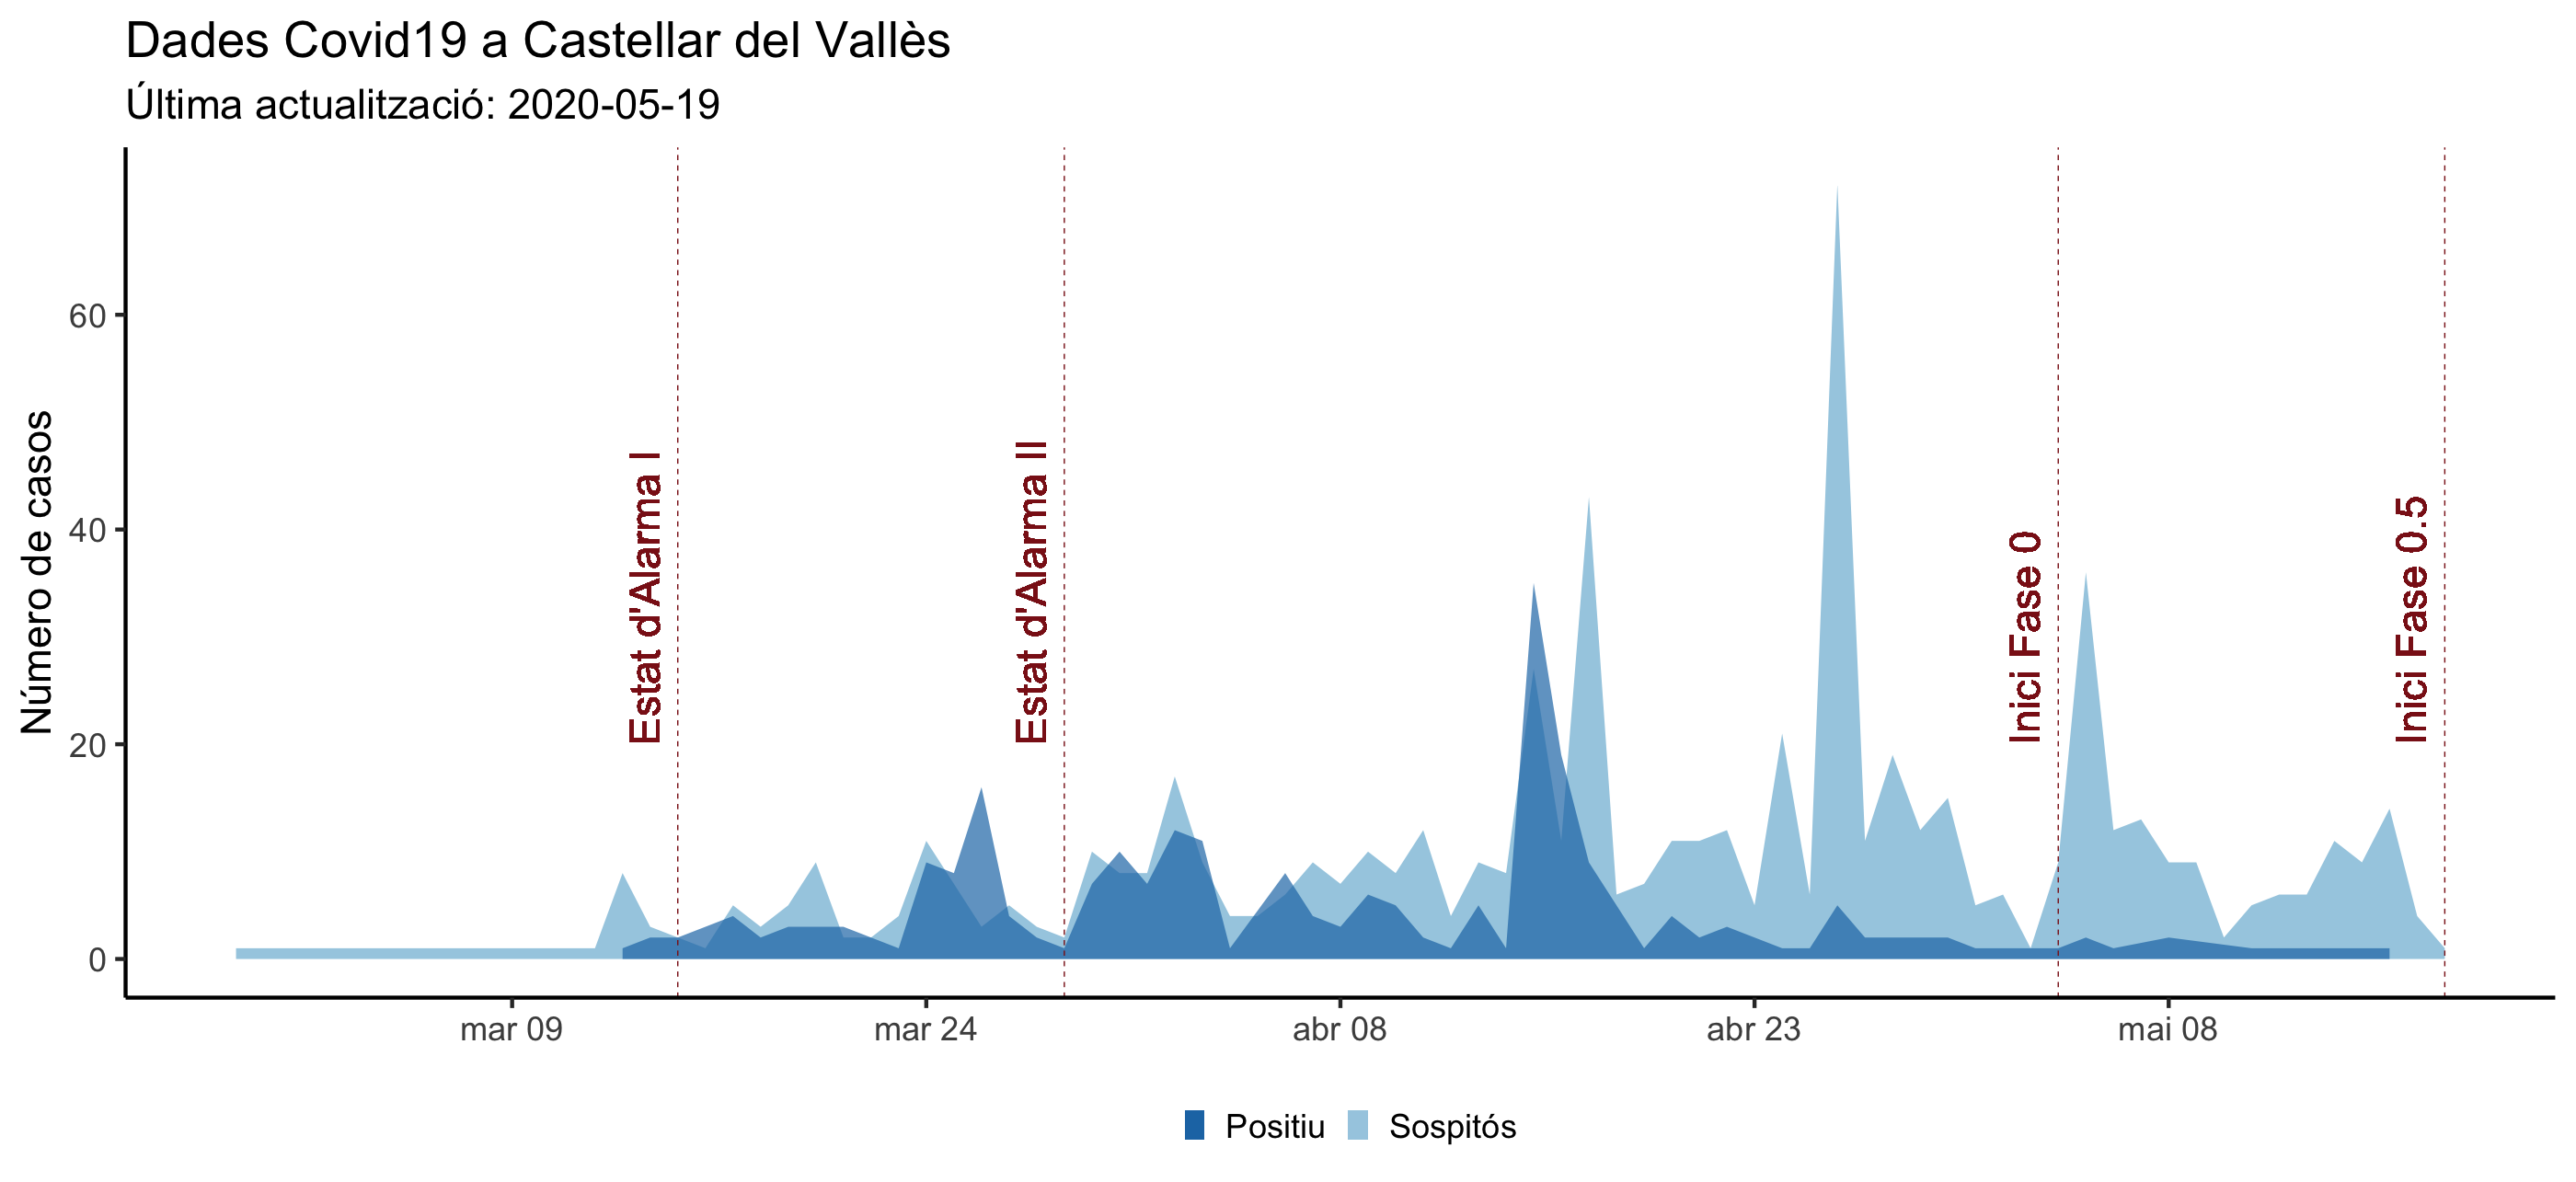 Dades Covid19 a Castellar del Vallès
Última actualització: 2020-05-19
Número de casos
60
40
20
0
Estat d'Alarma I
Estat d'Alarma II
Inici Fase 0
Inici Fase 0.5
mar 09
mar 24
abr 08
abr 23
mai 08
Positiu
Sospitós